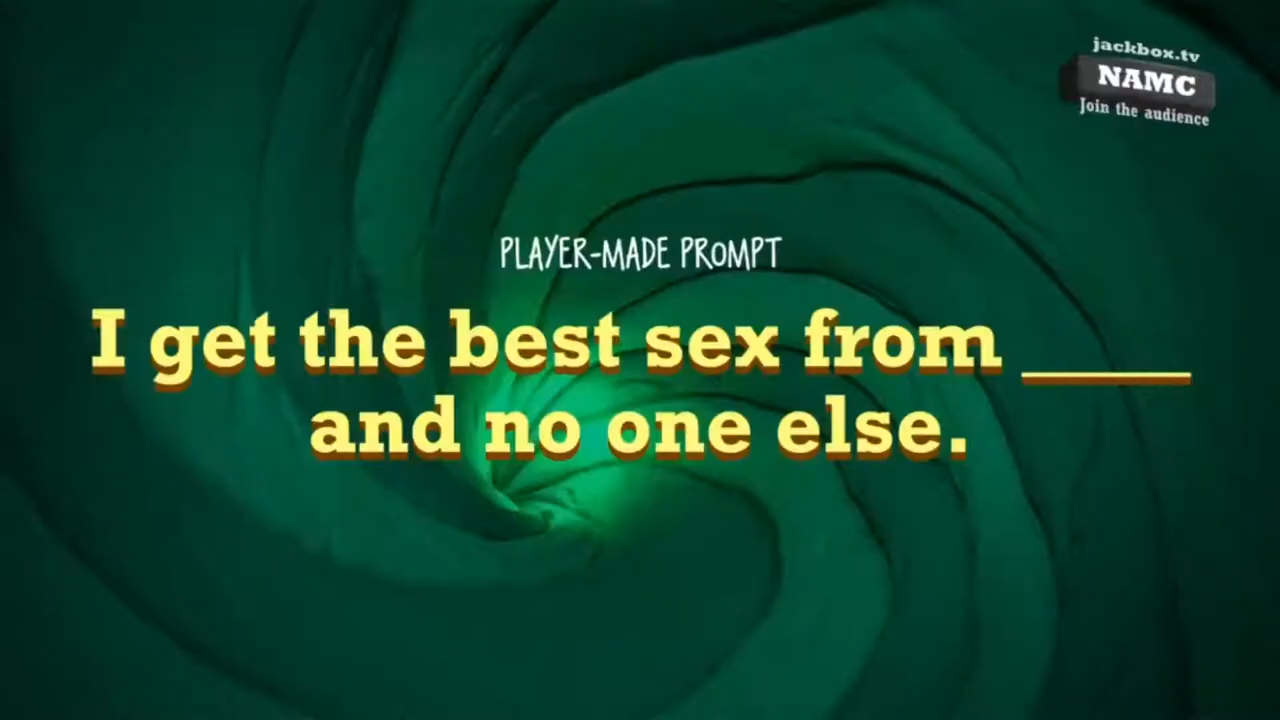 jackbox.tv
NAMC
Join the audience
PLAYER-MADE PROMPT
I get the best sex from ____
and no one else.